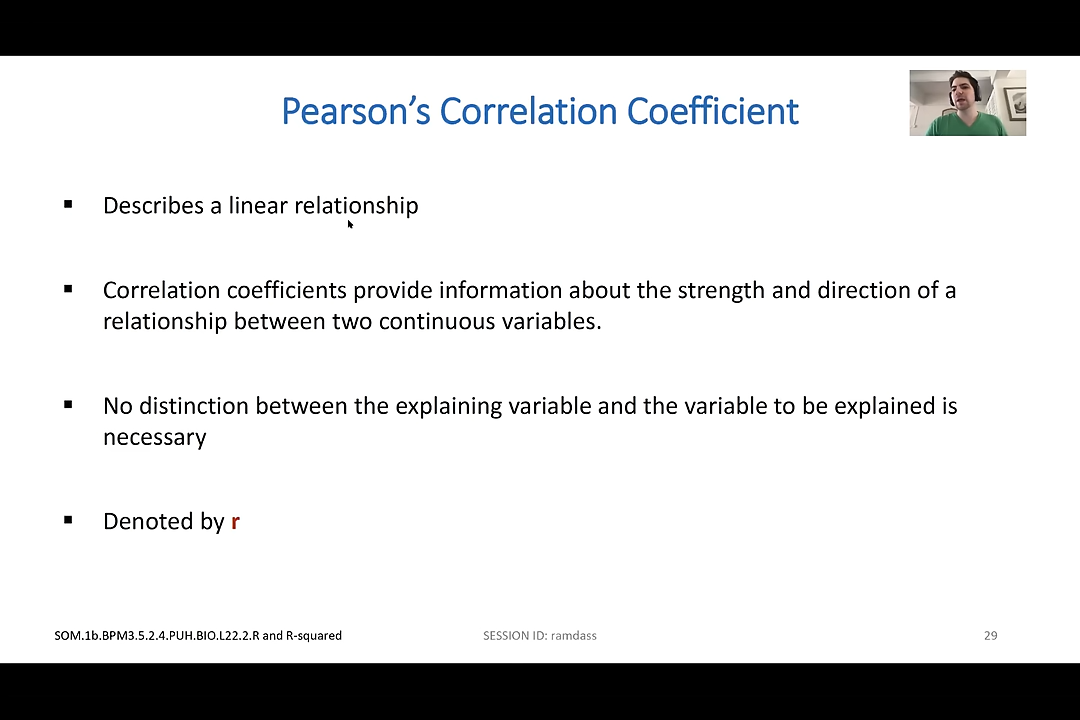 Pearson's Correlation Coefficient
▪ Describes a linear relationship
▪ Correlation coefficients provide information about the strength and direction of a
relationship between two continuous variables.
▪ No distinction between the explaining variable and the variable to be explained is
necessary
▪ Denoted by r
SOM.1b.BPM3.5.2.4.PUH.BIO.L22.2.R and R-squared
SESSION ID: ramdass
29